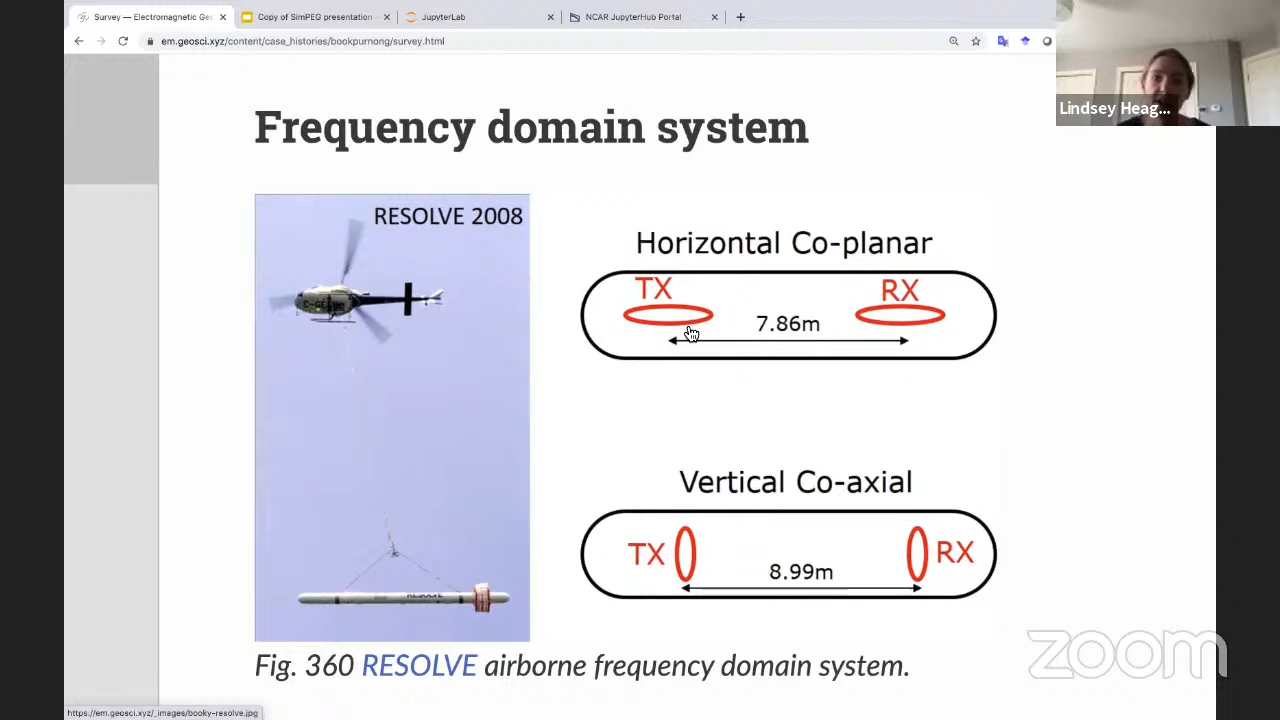 Survey — Electromagnetic Geo
Copy of SimPEG presentation
JupyterLab
NCAR JupyterHub Portal
em.geosci.xyz/content/case_histories/bookpurnong/survey.html
Lindsey Heag...
Frequency domain system
RESOLVE 2008
Horizontal Co-planar
TX
RX
7.86m
Vertical Co-axial
TX
RX
8.99m
RESOLVE
Fig. 360 RESOLVE airborne frequency domain system.
zoom
https://em.geosci.xyz/_images/booky-resolve.jpg